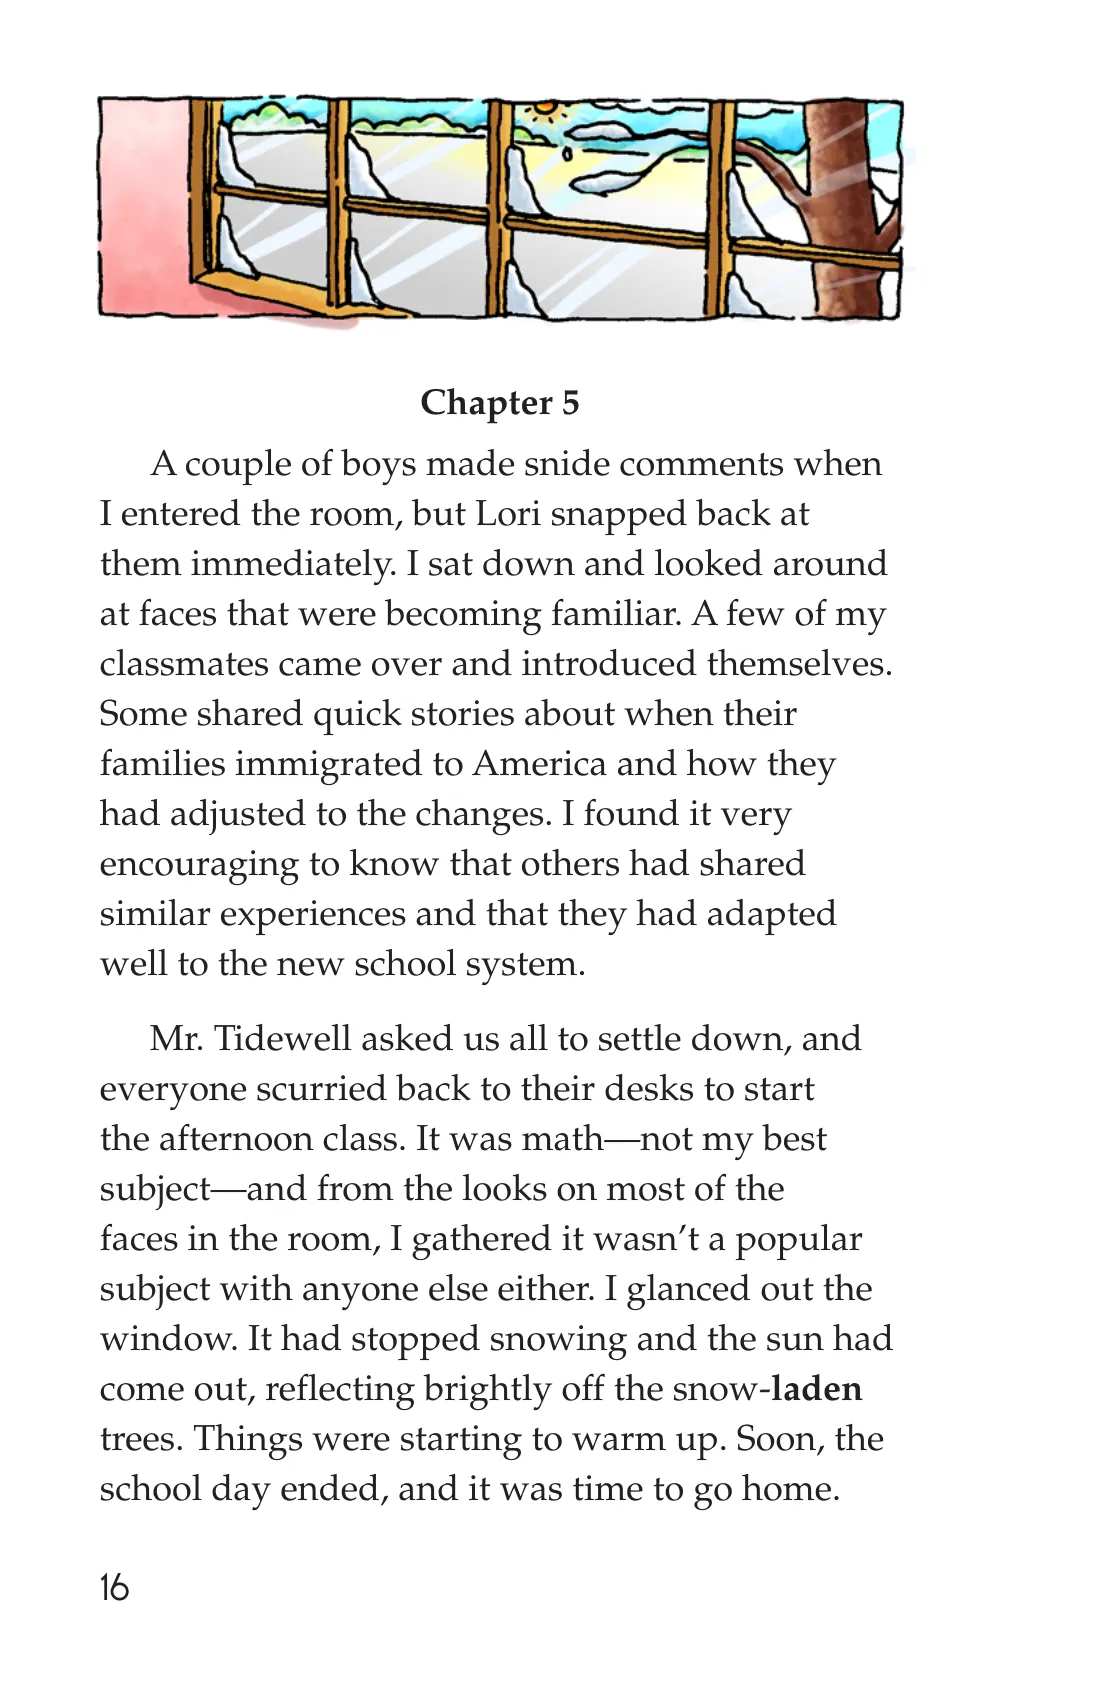 Chapter 5
A couple of boys made snide comments when
I entered the room, but Lori snapped back at
them immediately. I sat down and looked around
at faces that were becoming familiar. A few of my
classmates came over and introduced themselves.
Some shared quick stories about when their
families immigrated to America and how they
had adjusted to the changes. I found it very
encouraging to know that others had shared
similar experiences and that they had adapted
well to the new school system.
Mr. Tidewell asked us all to settle down, and
everyone scurried back to their desks to start
the afternoon class. It was math—not my best
subject—and from the looks on most of the
faces in the room, I gathered it wasn’t a popular
subject with anyone else either. I glanced out the
window. It had stopped snowing and the sun had
come out, reflecting brightly off the snow-laden
trees. Things were starting to warm up. Soon, the
school day ended, and it was time to go home.
16